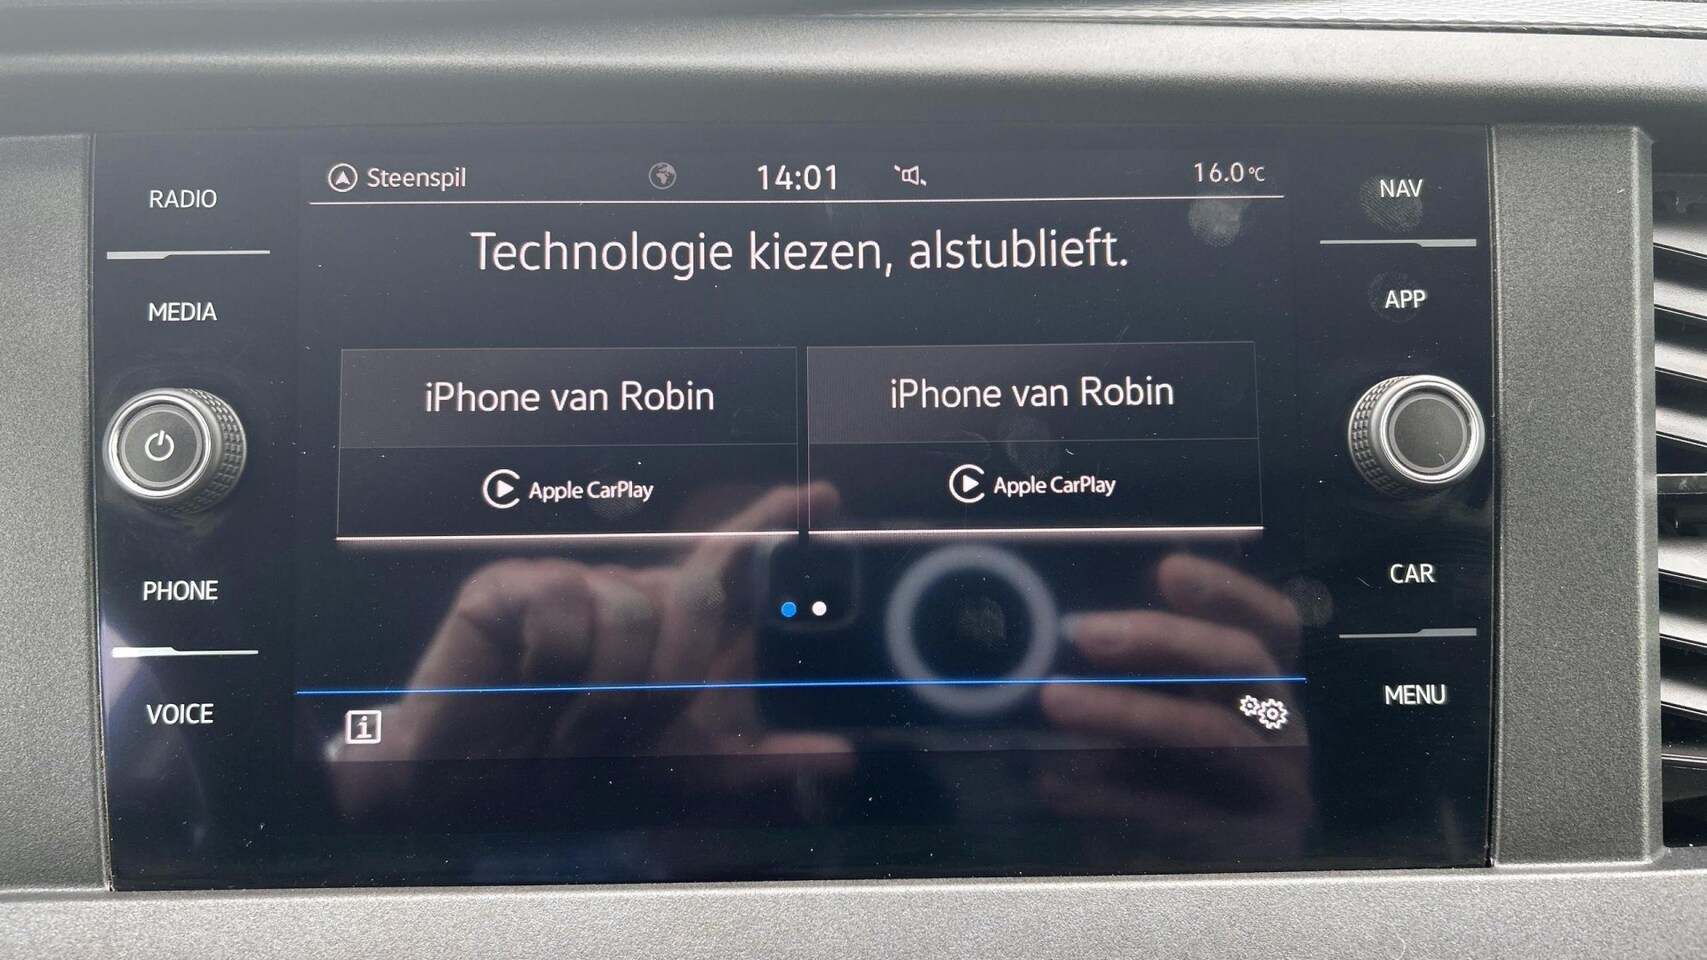 RADIO
MEDIA
PHONE
VOICE
Steenspil
14:01
16.0 °C
Technologie kiezen, alstublieft.
iPhone van Robin
Apple CarPlay
iPhone van Robin
Apple CarPlay
i
NAV
APP
CAR
MENU